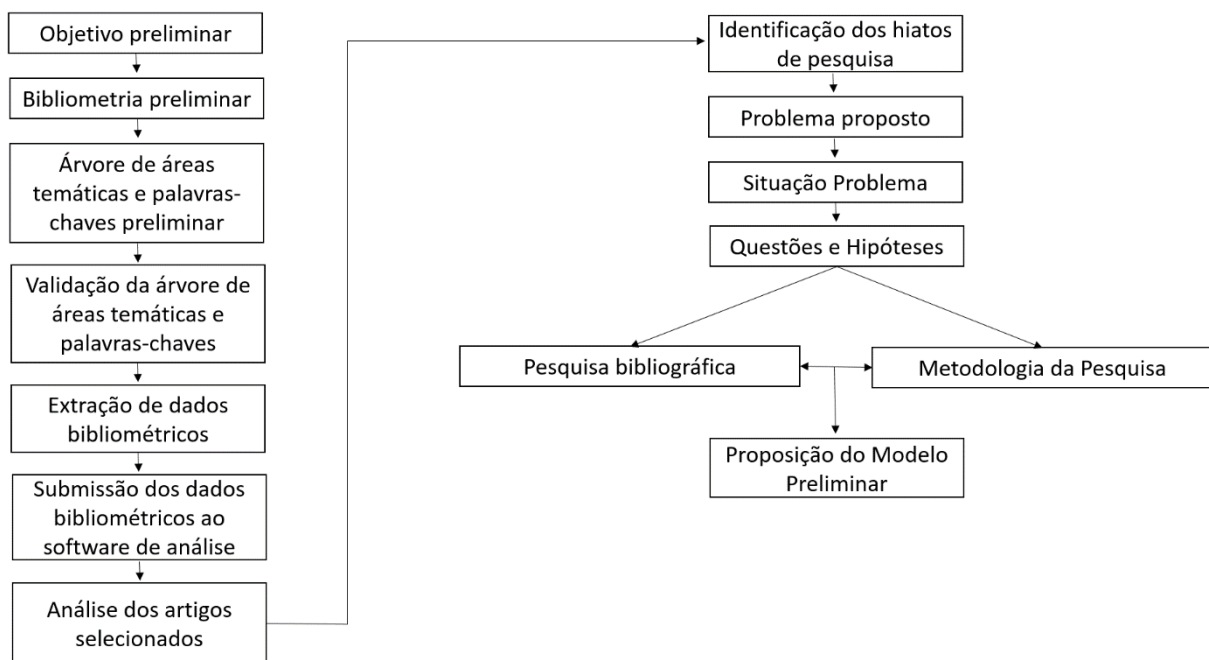 Objetivo preliminar
Bibliometria preliminar
Árvore de áreas
temáticas e palavras-
chaves preliminar
Validação da árvore de
áreas temáticas e
palavras-chaves
Extração de dados
bibliométricos
Submissão dos dados
bibliométricos ao
software de análise
Análise dos artigos
selecionados
Identificação dos hiatos
de pesquisa
Problema proposto
Situação Problema
Questões e Hipóteses
Pesquisa bibliográfica
Metodologia da Pesquisa
Proposição do Modelo
Preliminar